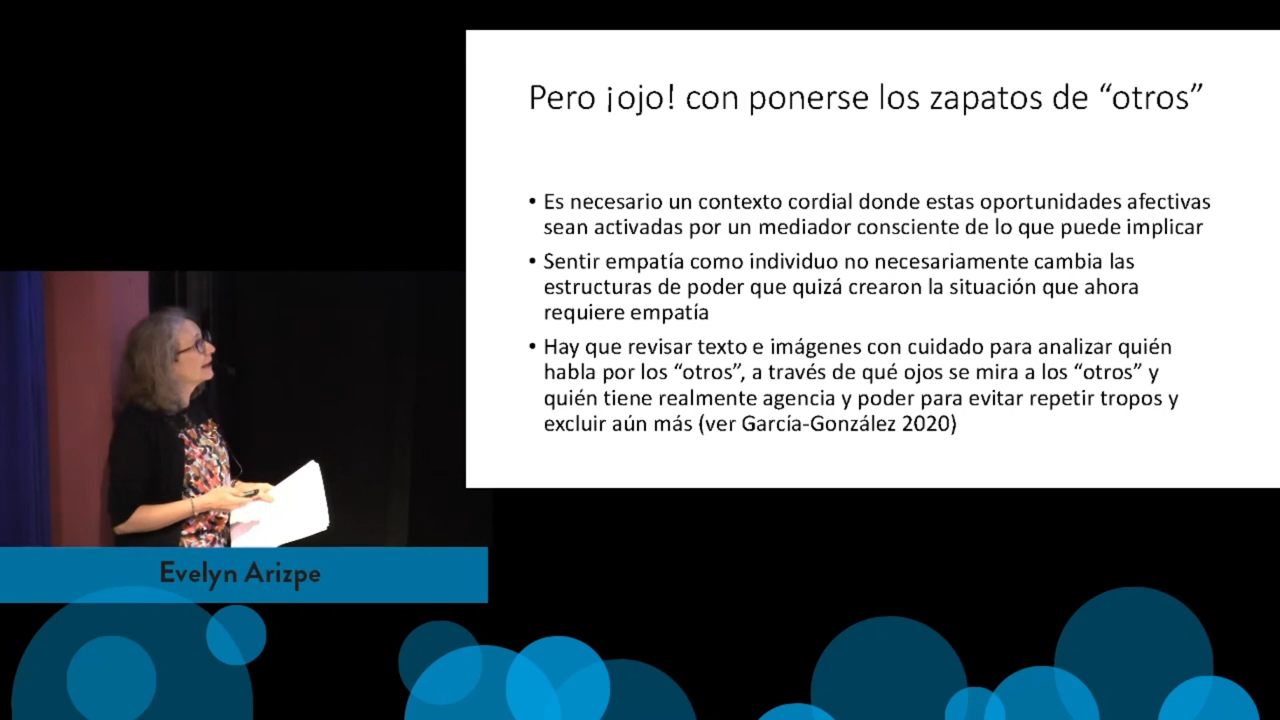 Pero ¡ojo! con ponerse los zapatos de “otros”
• Es necesario un contexto cordial donde estas oportunidades afectivas
sean activadas por un mediador consciente de lo que puede implicar
• Sentir empatía como individuo no necesariamente cambia las
estructuras de poder que quizá crearon la situación que ahora
requiere empatía
• Hay que revisar texto e imágenes con cuidado para analizar quién
habla por los “otros”, a través de qué ojos se mira a los “otros” y
quién tiene realmente agencia y poder para evitar repetir tropos y
excluir aún más (ver García-González 2020)
Evelyn Arizpe